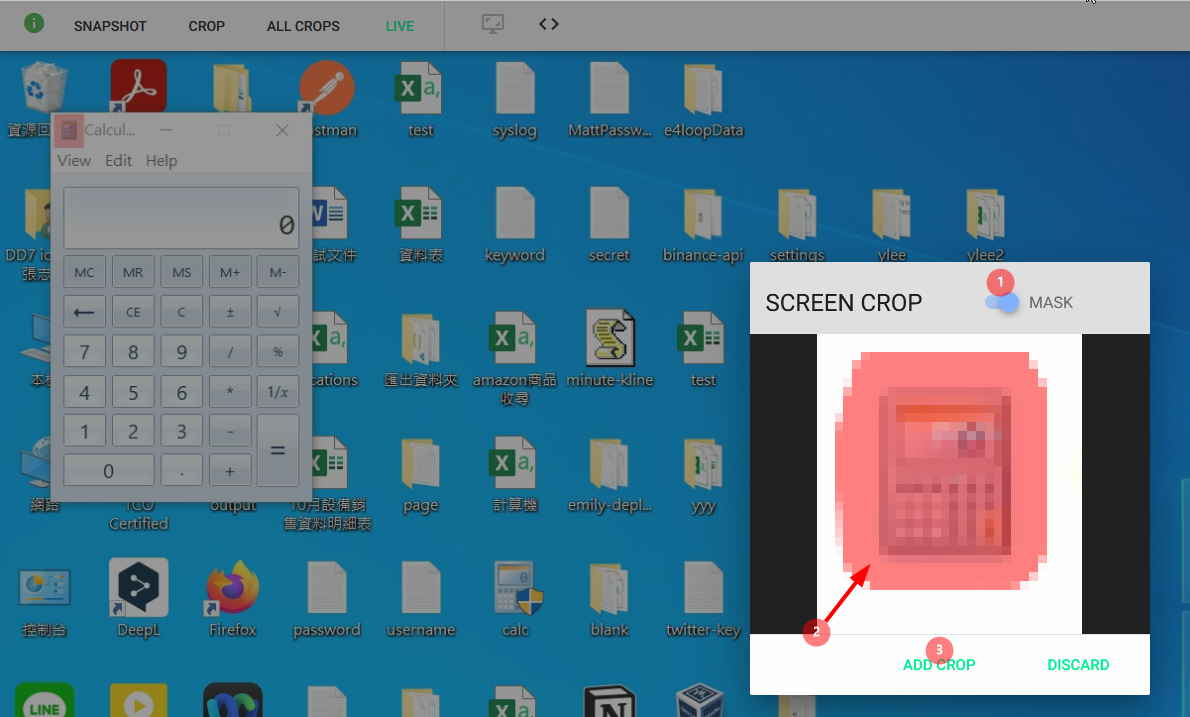 SNAPSHOT CROP ALL CROPS LIVE
stman test syslog MattPassw... e4loopData
Calcul...
View Edit Help
0
MC MR MS M+ M-
← CE C ± √
7 8 9 / %
4 5 6 * 1/x
1 2 3 - =
0 . +
資源回
DD7 ic
張志
試文件 資料表 keyword secret binance-api settings ylee ylee2
cations 匯出資料夾 amazon商品
收尋 minute-kline test
網路 TCO
Certified output 10月設備銷
售資料明細表 page 計算機 emily-depl... yyy
控制台 DeepL Firefox password username calc blank twitter-key
LINE
SCREEN CROP
1
MASK
2
3
ADD CROP DISCARD